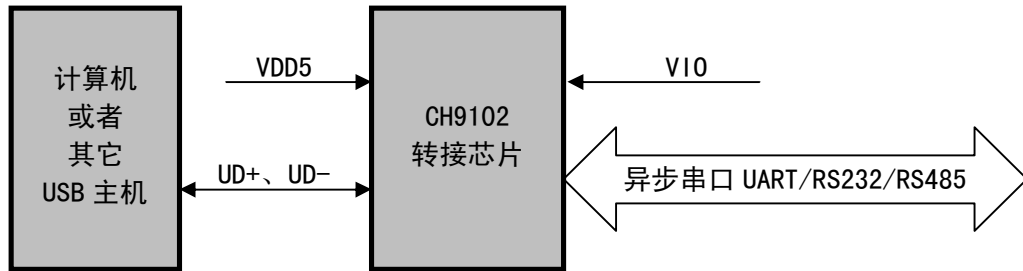 计算机
或者
其它
USB 主机
VDD5
UD+、UD-
CH9102
转接芯片
VIO
异步串口 UART/RS232/RS485